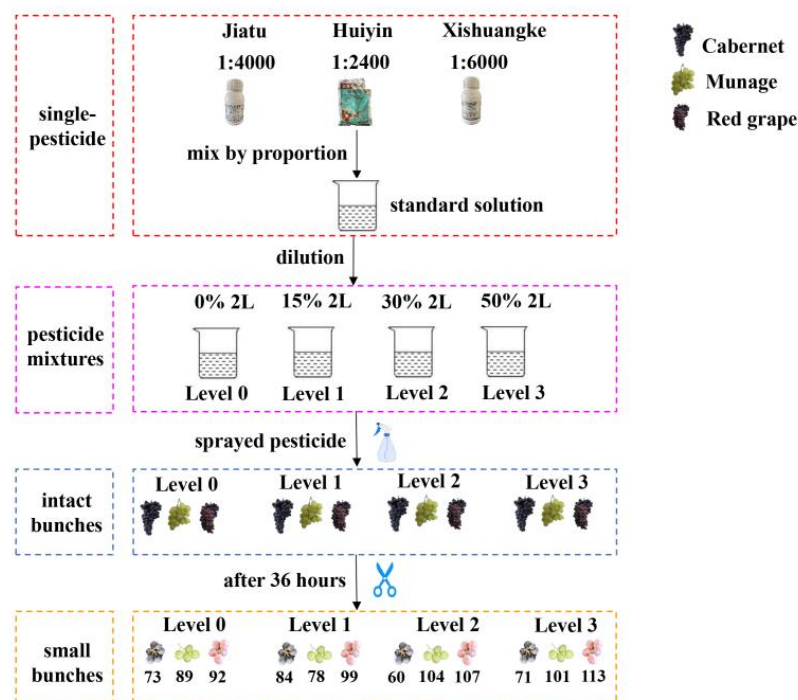 Jiatu Huiyin Xishuangke
1:4000 1:2400 1:6000
single-
pesticide
mix by proportion
standard solution
Cabernet
Munage
Red grape
dilution
0% 2L 15% 2L 30% 2L 50% 2L
pesticide
mixtures
Level 0 Level 1 Level 2 Level 3
sprayed pesticide
Level 0 Level 1 Level 2 Level 3
intact
bunches
after 36 hours
Level 0 Level 1 Level 2 Level 3
small
bunches
73 89 92 84 78 99 60 104 107 71 101 113